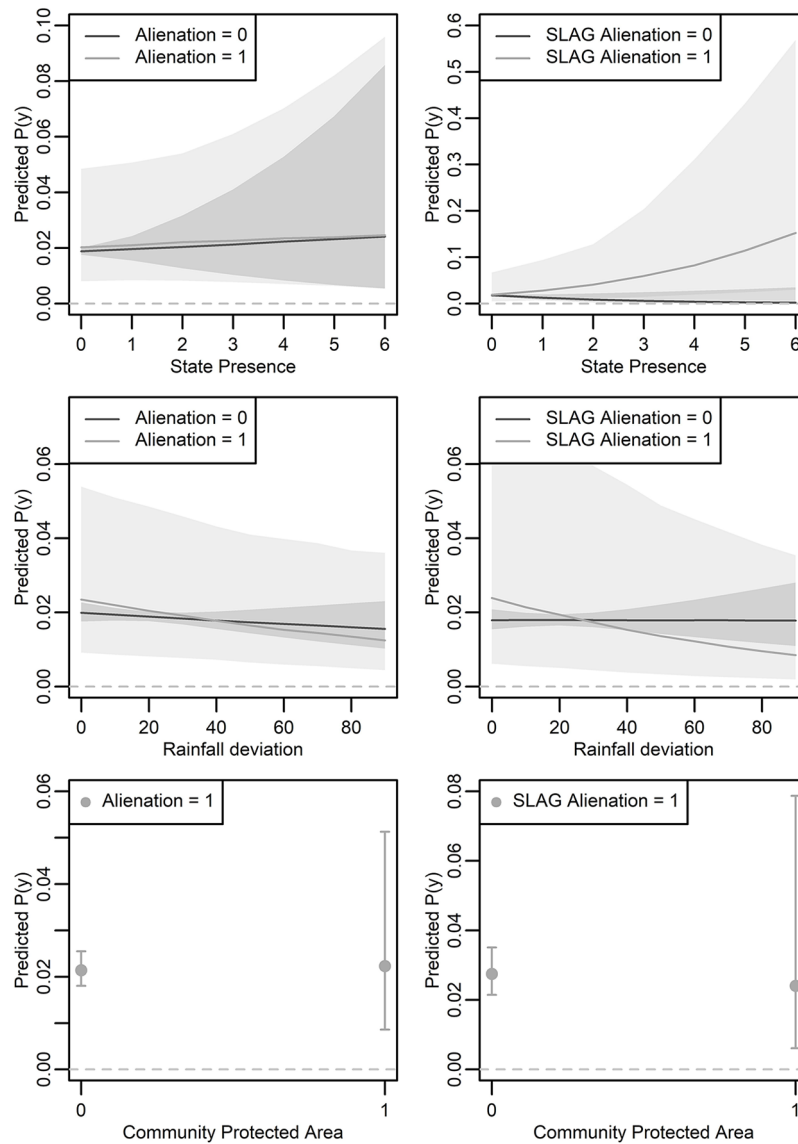 Alienation = 0
Alienation = 1
Predicted P(y)
0.00 0.02 0.04 0.06 0.08 0.10
0 1 2 3 4 5 6
State Presence
SLAG Alienation = 0
SLAG Alienation = 1
Predicted P(y)
0.0 0.1 0.2 0.3 0.4 0.5 0.6
0 1 2 3 4 5 6
State Presence
Alienation = 0
Alienation = 1
Predicted P(y)
0.00 0.02 0.04 0.06
0 20 40 60 80
Rainfall deviation
SLAG Alienation = 0
SLAG Alienation = 1
Predicted P(y)
0.00 0.02 0.04 0.06
0 20 40 60 80
Rainfall deviation
Alienation = 1
Predicted P(y)
0.00 0.02 0.04 0.06
0 1
Community Protected Area
SLAG Alienation = 1
Predicted P(y)
0.00 0.02 0.04 0.06 0.08
0 1
Community Protected Area